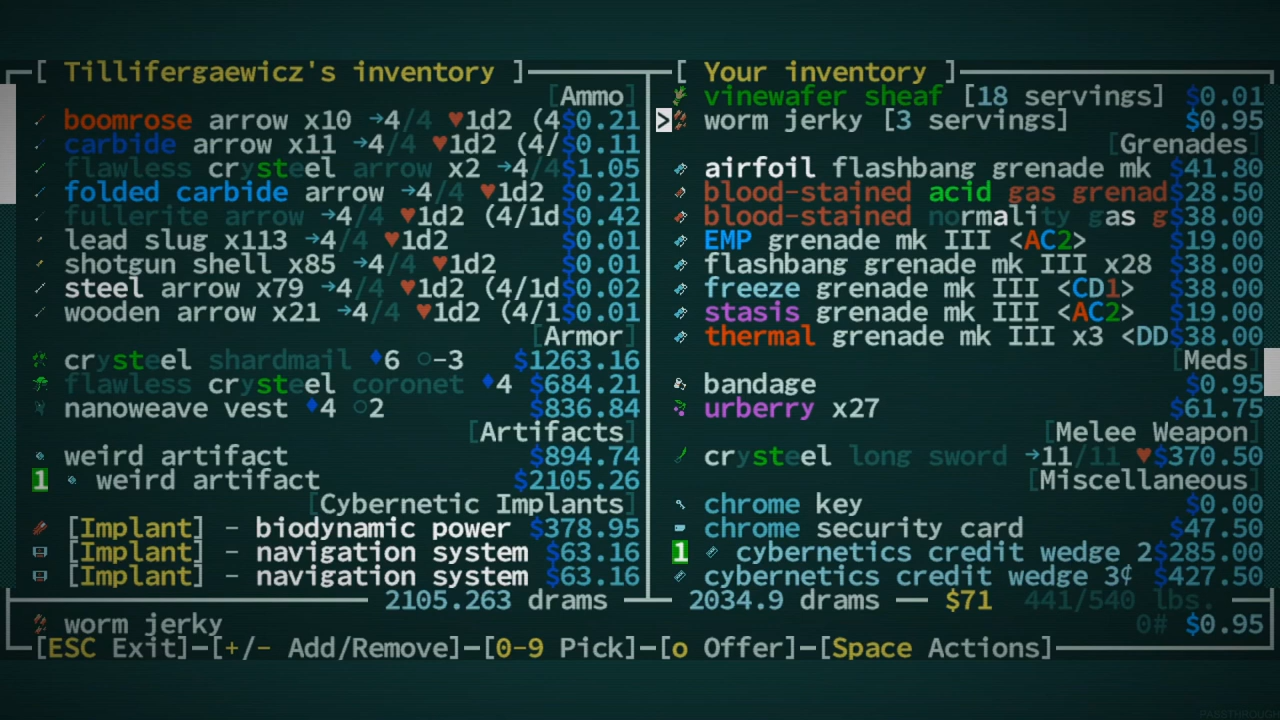 [ Tillifergaewicz's inventory ]
[Ammo]
boomrose arrow x10 →4/4 ♥1d2 (4 $0.21
carbide arrow x11 →4/4 ♥1d2 (4/ $0.11
flawless crysteel arrow x2 →4/4 $1.05
folded carbide arrow →4/4 ♥1d2 $0.21
fullerite arrow →4/4 ♥1d2 (4/1d $0.42
lead slug x113 →4/4 ♥1d2 $0.01
shotgun shell x85 →4/4 ♥1d2 $0.01
steel arrow x79 →4/4 ♥1d2 (4/1d $0.02
wooden arrow x21 →4/4 ♥1d2 (4/1 $0.01
[Armor]
crysteel shardmail ♦6 ○-3 $1263.16
flawless crysteel coronet ♦4 $684.21
nanoweave vest ♦4 ○2 $836.84
[Artifacts]
weird artifact $894.74
1 weird artifact $2105.26
[Cybernetic Implants]
[Implant] - biodynamic power $378.95
[Implant] - navigation system $63.16
[Implant] - navigation system $63.16
2105.263 drams
[ Your inventory ]
vinewafer sheaf [18 servings] $0.01
> worm jerky [3 servings] $0.95
[Grenades]
airfoil flashbang grenade mk $41.80
blood-stained acid gas grenad $28.50
blood-stained normality gas g $38.00
EMP grenade mk III <AC2> $19.00
flashbang grenade mk III x28 $38.00
freeze grenade mk III <CD1> $38.00
stasis grenade mk III <AC2> $19.00
thermal grenade mk III x3 <DD $38.00
[Meds]
bandage $0.95
urberry x27 $61.75
[Melee Weapon]
crysteel long sword →11/11 ♥ $370.50
[Miscellaneous]
chrome key $0.00
chrome security card $47.50
1 cybernetics credit wedge 2 $285.00
cybernetics credit wedge 3¢ $427.50
2034.9 drams — $71 441/540 lbs.
worm jerky 0# $0.95
[ESC Exit]-[+/- Add/Remove]-[0-9 Pick]-[o Offer]-[Space Actions]